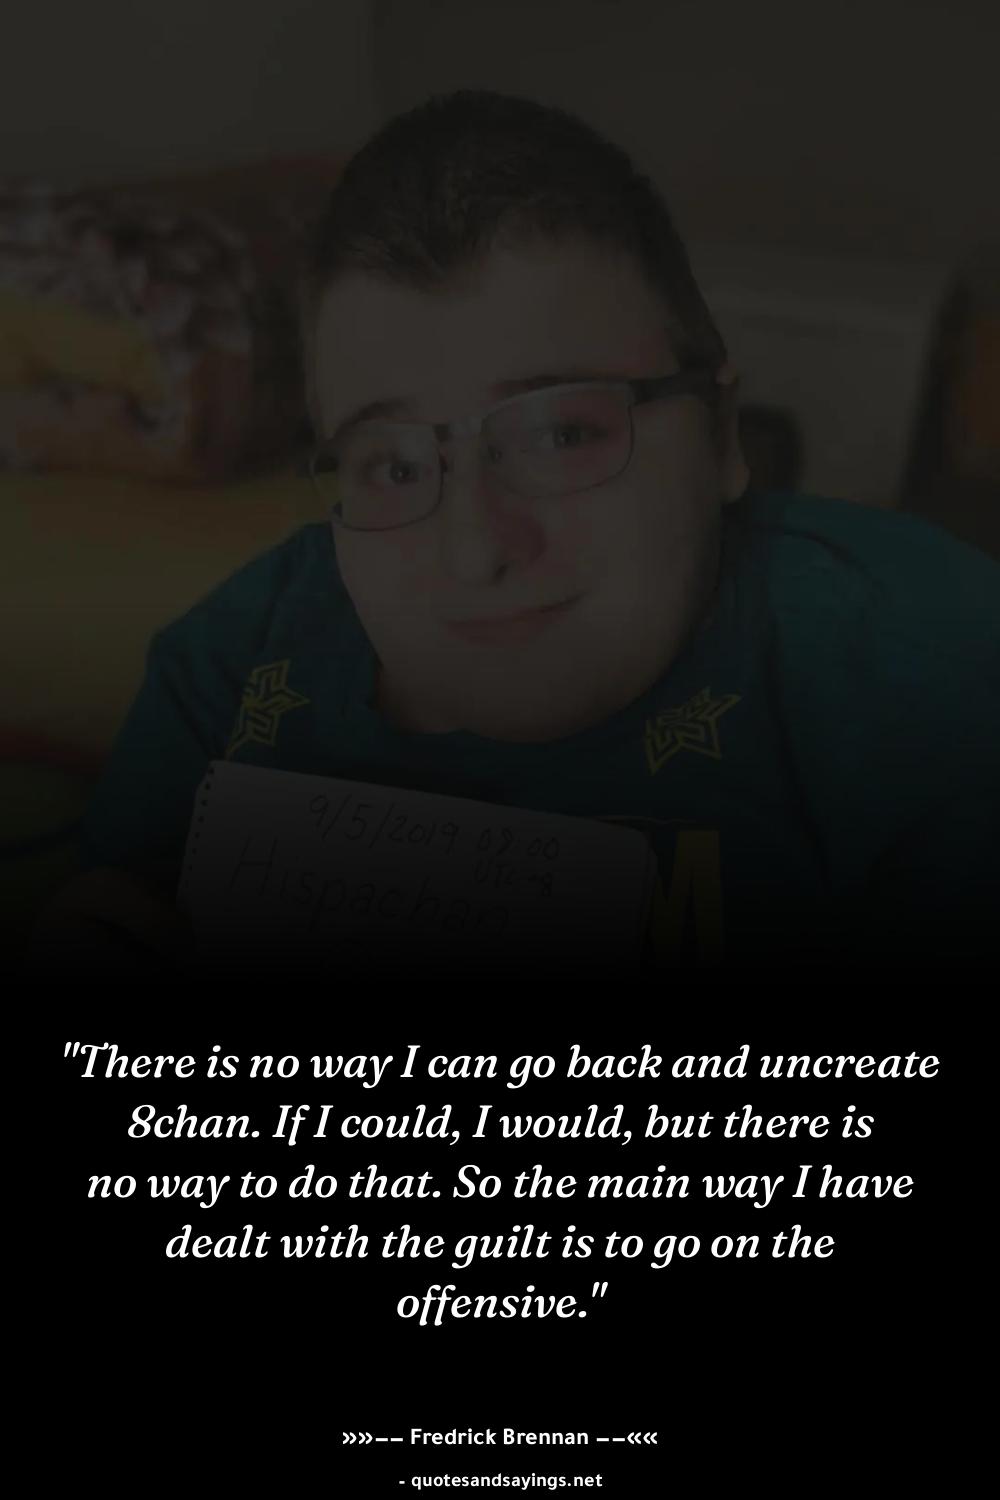 9/5/2019 09:00
UTC+8
Hispachan
M
"There is no way I can go back and uncreate
8chan. If I could, I would, but there is
no way to do that. So the main way I have
dealt with the guilt is to go on the
offensive."
»»−− Fredrick Brennan −−««
- quotesandsayings.net